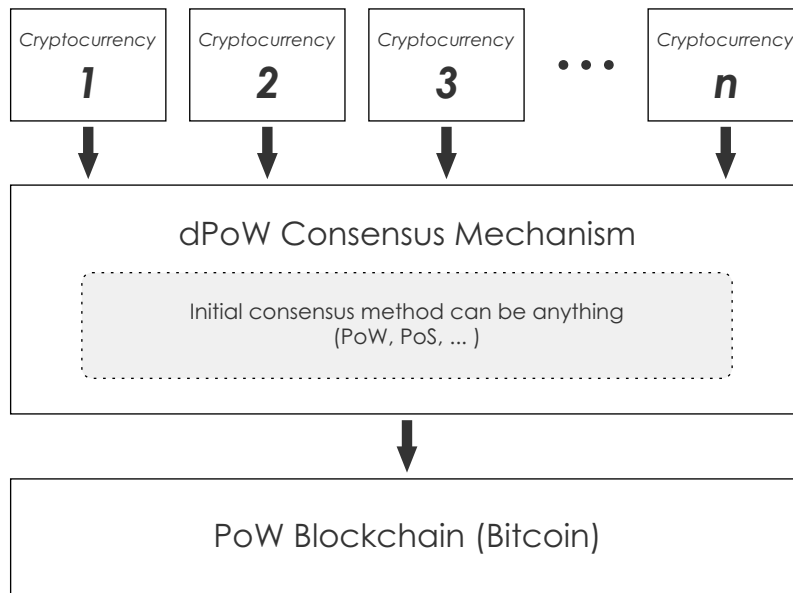 Cryptocurrency Cryptocurrency Cryptocurrency Cryptocurrency
1 2 3 ... n
dPoW Consensus Mechanism
Initial consensus method can be anything
(PoW, PoS, ... )
PoW Blockchain (Bitcoin)